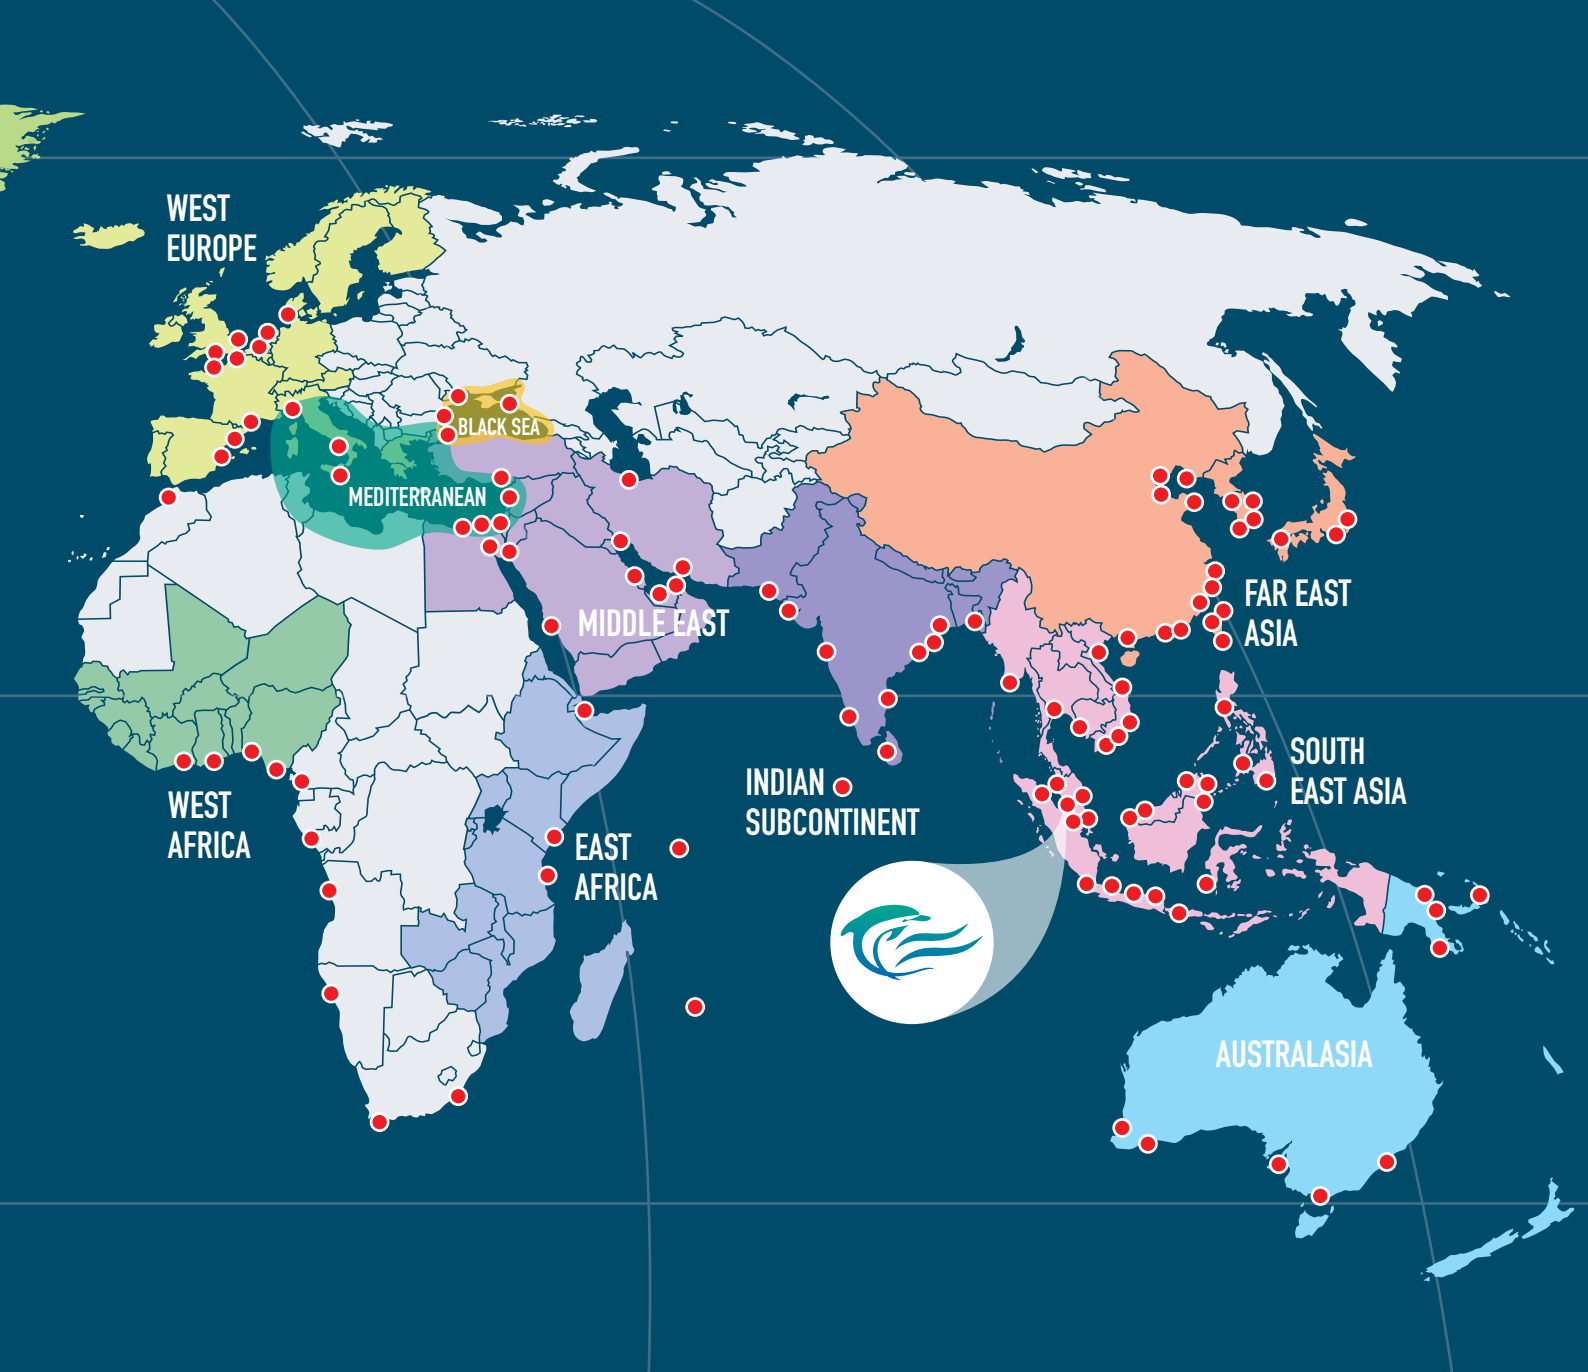 WEST
EUROPE
BLACK SEA
MEDITERRANEAN
MIDDLE EAST
FAR EAST
ASIA
SOUTH
EAST ASIA
INDIAN
SUBCONTINENT
WEST
AFRICA
EAST
AFRICA
AUSTRALASIA